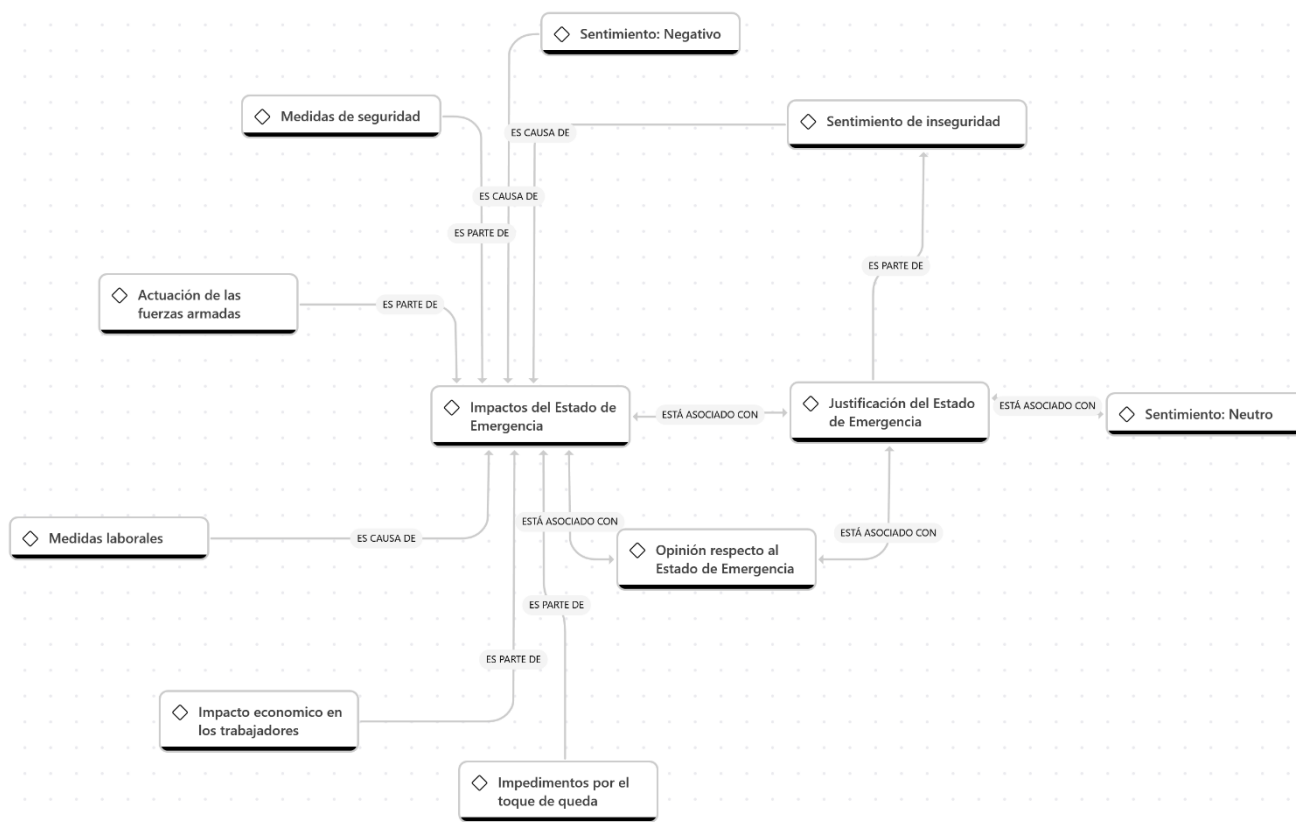 Sentimiento: Negativo
Medidas de seguridad
Sentimiento de inseguridad
ES CAUSA DE
ES CAUSA DE
ES PARTE DE
ES PARTE DE
Actuación de las
fuerzas armadas
ES PARTE DE
Impactos del Estado de
Emergencia
ESTÁ ASOCIADO CON
Justificación del Estado
de Emergencia
ESTÁ ASOCIADO CON
Sentimiento: Neutro
Medidas laborales
ES CAUSA DE
ESTÁ ASOCIADO CON
ESTÁ ASOCIADO CON
Opinión respecto al
Estado de Emergencia
ES PARTE DE
ES PARTE DE
Impacto economico en
los trabajadores
Impedimentos por el
toque de queda